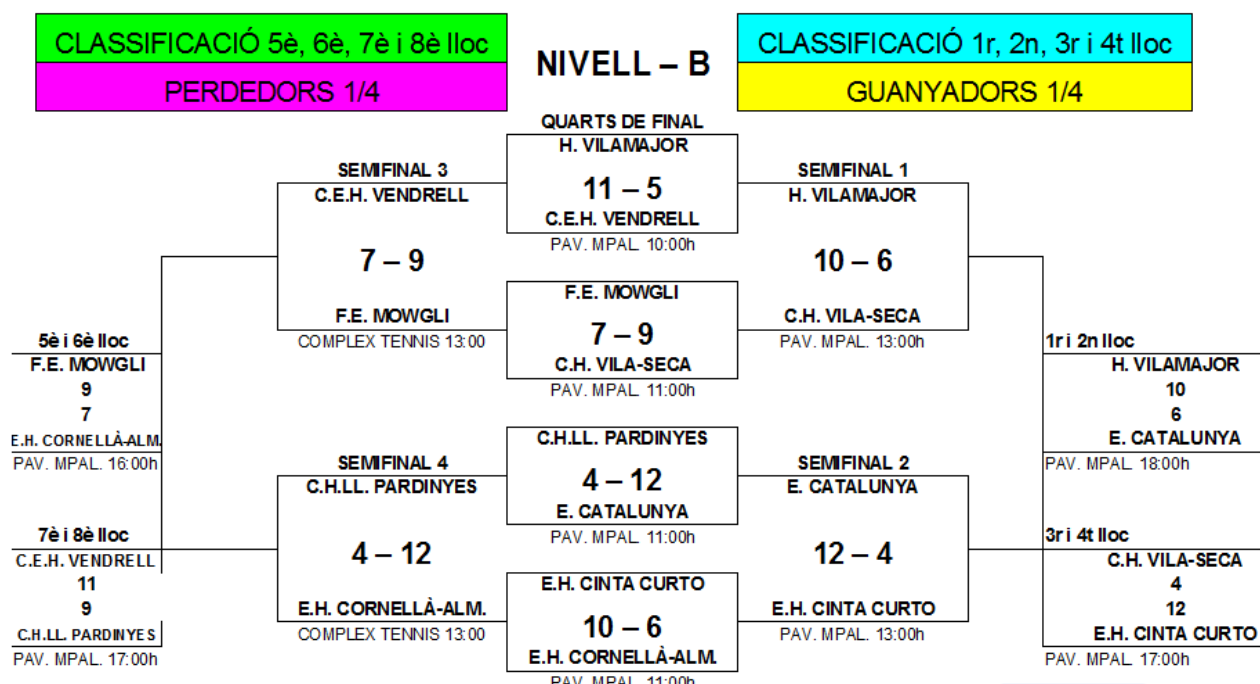 CLASSIFICACIÓ 5è, 6è, 7è i 8è lloc
PERDEDORS 1/4
NIVELL – B
CLASSIFICACIÓ 1r, 2n, 3r i 4t lloc
GUANYADORS 1/4
QUARTS DE FINAL
H. VILAMAJOR
11 – 5
C.E.H. VENDRELL
PAV. MPAL. 10:00h
F.E. MOWGLI
7 – 9
C.H. VILA-SECA
PAV. MPAL. 11:00h
C.H.LL. PARDINYES
4 – 12
E. CATALUNYA
PAV. MPAL. 11:00h
E.H. CINTA CURTO
10 – 6
E.H. CORNELLÀ-ALM.
PAV. MPAL. 11:00h
SEMIFINAL 3
C.E.H. VENDRELL
7 – 9
F.E. MOWGLI
COMPLEX TENNIS 13:00
SEMIFINAL 4
C.H.LL. PARDINYES
4 – 12
E.H. CORNELLÀ-ALM.
COMPLEX TENNIS 13:00
5è i 6è lloc
F.E. MOWGLI
9
7
E.H. CORNELLÀ-ALM.
PAV. MPAL. 16:00h
7è i 8è lloc
C.E.H. VENDRELL
11
9
C.H.LL. PARDINYES
PAV. MPAL. 17:00h
SEMIFINAL 1
H. VILAMAJOR
10 – 6
C.H. VILA-SECA
PAV. MPAL. 13:00h
SEMIFINAL 2
E. CATALUNYA
12 – 4
E.H. CINTA CURTO
PAV. MPAL. 13:00h
1r i 2n lloc
H. VILAMAJOR
10
6
E. CATALUNYA
PAV. MPAL. 18:00h
3r i 4t lloc
C.H. VILA-SECA
4
12
E.H. CINTA CURTO
PAV. MPAL. 17:00h